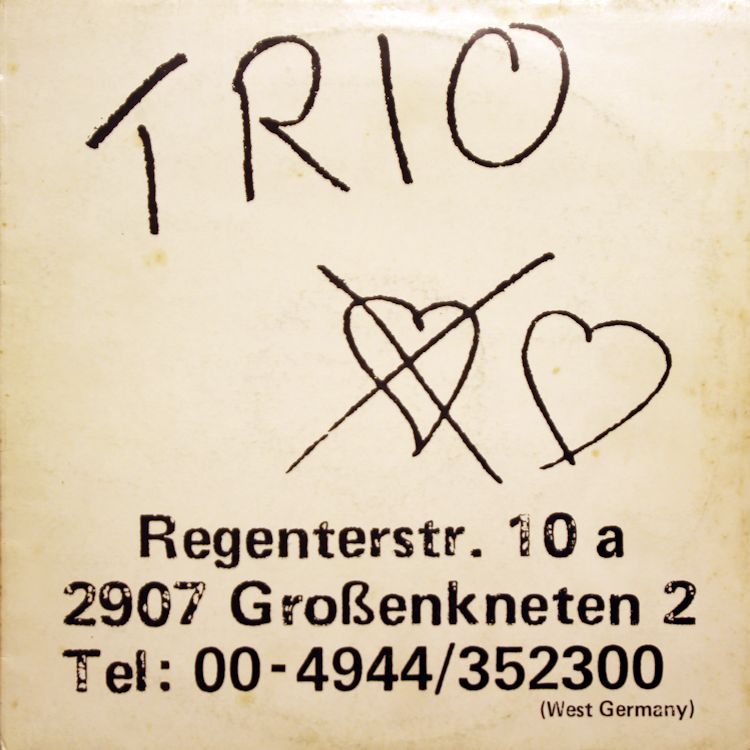 TRIO
Regenterstr. 10 a
2907 Großenkneten 2
Tel: 00-4944/352300
(West Germany)